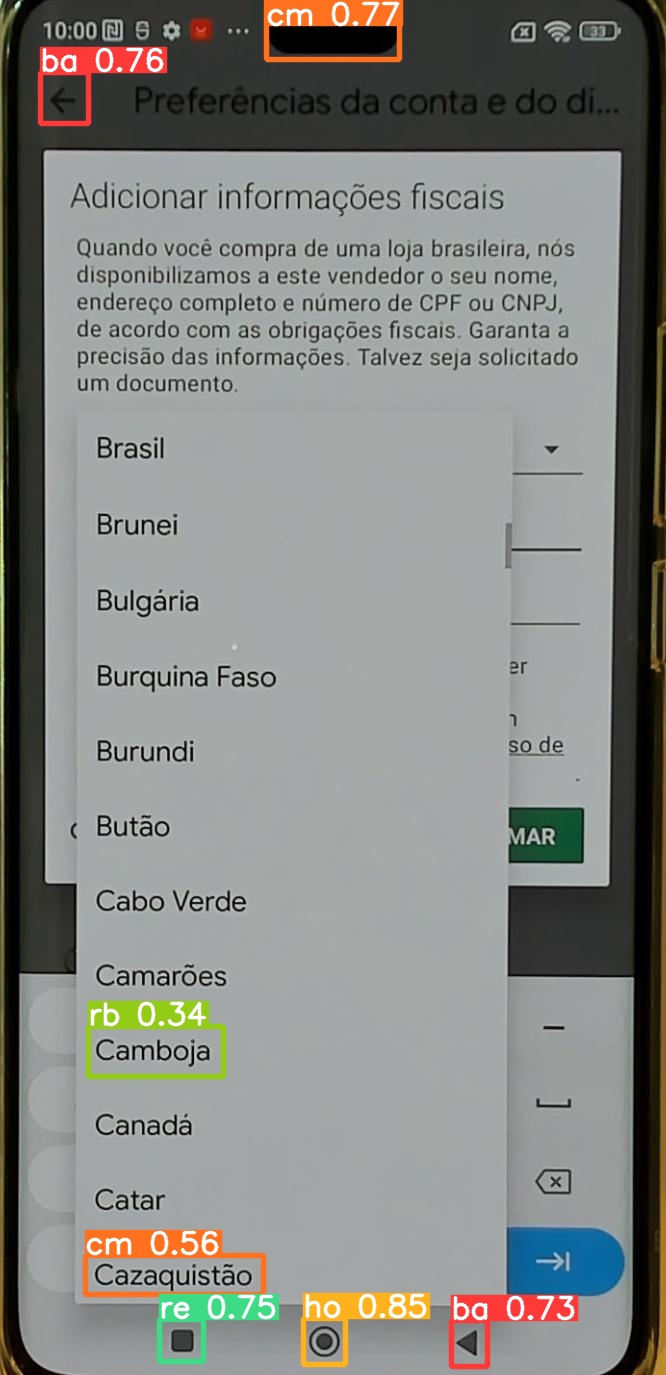 cm 0.77
10:00
33
ba 0.76
Preferências da conta e do di...
Adicionar informações fiscais
Quando você compra de uma loja brasileira, nós
disponibilizamos a este vendedor o seu nome,
endereço completo e número de CPF ou CNPJ,
de acordo com as obrigações fiscais. Garanta a
precisão das informações. Talvez seja solicitado
um documento.
Brasil
Brunei
Bulgária
Burquina Faso
er
Burundi
so de
Butão
MAR
Cabo Verde
Camarões
rb 0.34
Camboja
Canadá
Catar
cm 0.56
Cazaquistão
re 0.75
ho 0.85
ba 0.73